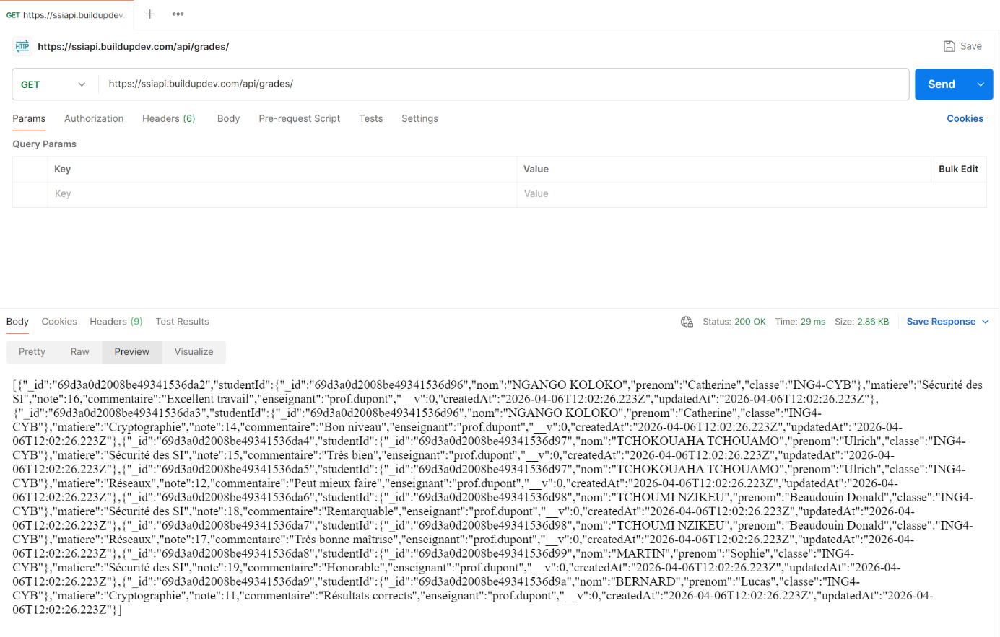 GET https://ssiapi.buildupdev.
HTTP https://ssiapi.buildupdev.com/api/grades/
Save
GET https://ssiapi.buildupdev.com/api/grades/
Send
Params Authorization Headers (6) Body Pre-request Script Tests Settings Cookies
Query Params
Key Value Bulk Edit
Key Value
Body Cookies Headers (9) Test Results Status: 200 OK Time: 29 ms Size: 2.86 KB Save Response
Pretty Raw Preview Visualize
[{"_id":"69d3a0d2008be49341536da2","studentId":{"_id":"69d3a0d2008be49341536d96","nom":"NGANGO KOLOKO","prenom":"Catherine","classe":"ING4-CYB"},"matiere":"Sécurité des
SI","note":16,"commentaire":"Excellent travail","enseignant":"prof.dupont","__v":0,"createdAt":"2026-04-06T12:02:26.223Z","updatedAt":"2026-04-06T12:02:26.223Z"},
{"_id":"69d3a0d2008be49341536da3","studentId":{"_id":"69d3a0d2008be49341536d96","nom":"NGANGO KOLOKO","prenom":"Catherine","classe":"ING4-
CYB"},"matiere":"Cryptographie","note":14,"commentaire":"Bon niveau","enseignant":"prof.dupont","__v":0,"createdAt":"2026-04-06T12:02:26.223Z","updatedAt":"2026-04-
06T12:02:26.223Z"},{"_id":"69d3a0d2008be49341536da4","studentId":{"_id":"69d3a0d2008be49341536d97","nom":"TCHOKOUAHA TCHOUAMO","prenom":"Ulrich","classe":"ING4-
CYB"},"matiere":"Sécurité des SI","note":15,"commentaire":"Très bien","enseignant":"prof.dupont","__v":0,"createdAt":"2026-04-06T12:02:26.223Z","updatedAt":"2026-04-
06T12:02:26.223Z"},{"_id":"69d3a0d2008be49341536da5","studentId":{"_id":"69d3a0d2008be49341536d97","nom":"TCHOKOUAHA TCHOUAMO","prenom":"Ulrich","classe":"ING4-
CYB"},"matiere":"Réseaux","note":12,"commentaire":"Peut mieux faire","enseignant":"prof.dupont","__v":0,"createdAt":"2026-04-06T12:02:26.223Z","updatedAt":"2026-04-
06T12:02:26.223Z"},{"_id":"69d3a0d2008be49341536da6","studentId":{"_id":"69d3a0d2008be49341536d98","nom":"TCHOUMI NZIKEU","prenom":"Beaudouin Donald","classe":"ING4-
CYB"},"matiere":"Sécurité des SI","note":18,"commentaire":"Remarquable","enseignant":"prof.dupont","__v":0,"createdAt":"2026-04-06T12:02:26.223Z","updatedAt":"2026-04-
06T12:02:26.223Z"},{"_id":"69d3a0d2008be49341536da7","studentId":{"_id":"69d3a0d2008be49341536d98","nom":"TCHOUMI NZIKEU","prenom":"Beaudouin Donald","classe":"ING4-
CYB"},"matiere":"Réseaux","note":17,"commentaire":"Très bonne maîtrise","enseignant":"prof.dupont","__v":0,"createdAt":"2026-04-06T12:02:26.223Z","updatedAt":"2026-04-
06T12:02:26.223Z"},{"_id":"69d3a0d2008be49341536da8","studentId":{"_id":"69d3a0d2008be49341536d99","nom":"MARTIN","prenom":"Sophie","classe":"ING4-
CYB"},"matiere":"Sécurité des SI","note":19,"commentaire":"Honorable","enseignant":"prof.dupont","__v":0,"createdAt":"2026-04-06T12:02:26.223Z","updatedAt":"2026-04-
06T12:02:26.223Z"},{"_id":"69d3a0d2008be49341536da9","studentId":{"_id":"69d3a0d2008be49341536d9a","nom":"BERNARD","prenom":"Lucas","classe":"ING4-
CYB"},"matiere":"Cryptographie","note":11,"commentaire":"Résultats corrects","enseignant":"prof.dupont","__v":0,"createdAt":"2026-04-06T12:02:26.223Z","updatedAt":"2026-04-
06T12:02:26.223Z"}]